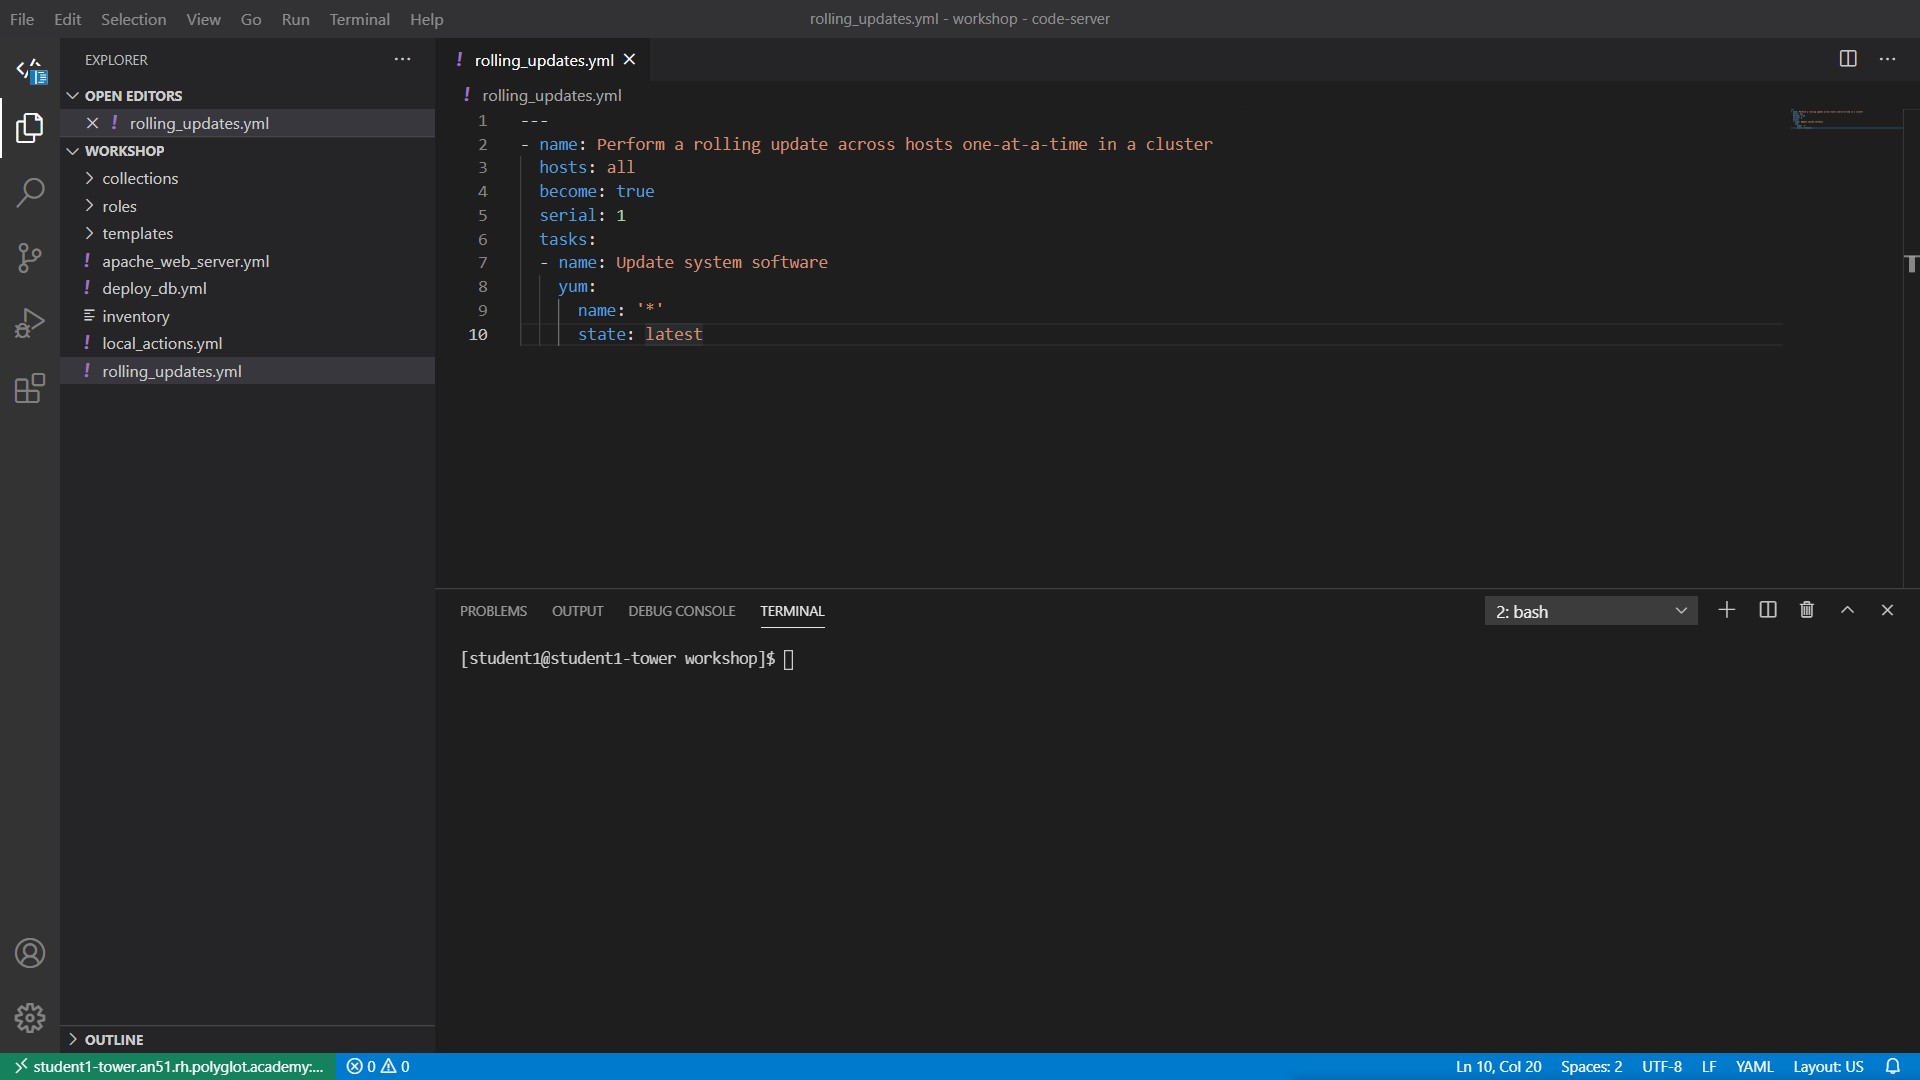 File Edit Selection View Go Run Terminal Help
rolling_updates.yml - workshop - code-server
EXPLORER
OPEN EDITORS
rolling_updates.yml
WORKSHOP
collections
roles
templates
apache_web_server.yml
deploy_db.yml
inventory
local_actions.yml
rolling_updates.yml
OUTLINE
rolling_updates.yml
rolling_updates.yml
1 ---
2 - name: Perform a rolling update across hosts one-at-a-time in a cluster
3   hosts: all
4   become: true
5   serial: 1
6   tasks:
7   - name: Update system software
8     yum:
9       name: '*'
10      state: latest
PROBLEMS OUTPUT DEBUG CONSOLE TERMINAL
2: bash
[student1@student1-tower workshop]$
student1-tower.an51.rh.polyglot.academy:... 0 0 Ln 10, Col 20 Spaces: 2 UTF-8 LF YAML Layout: US